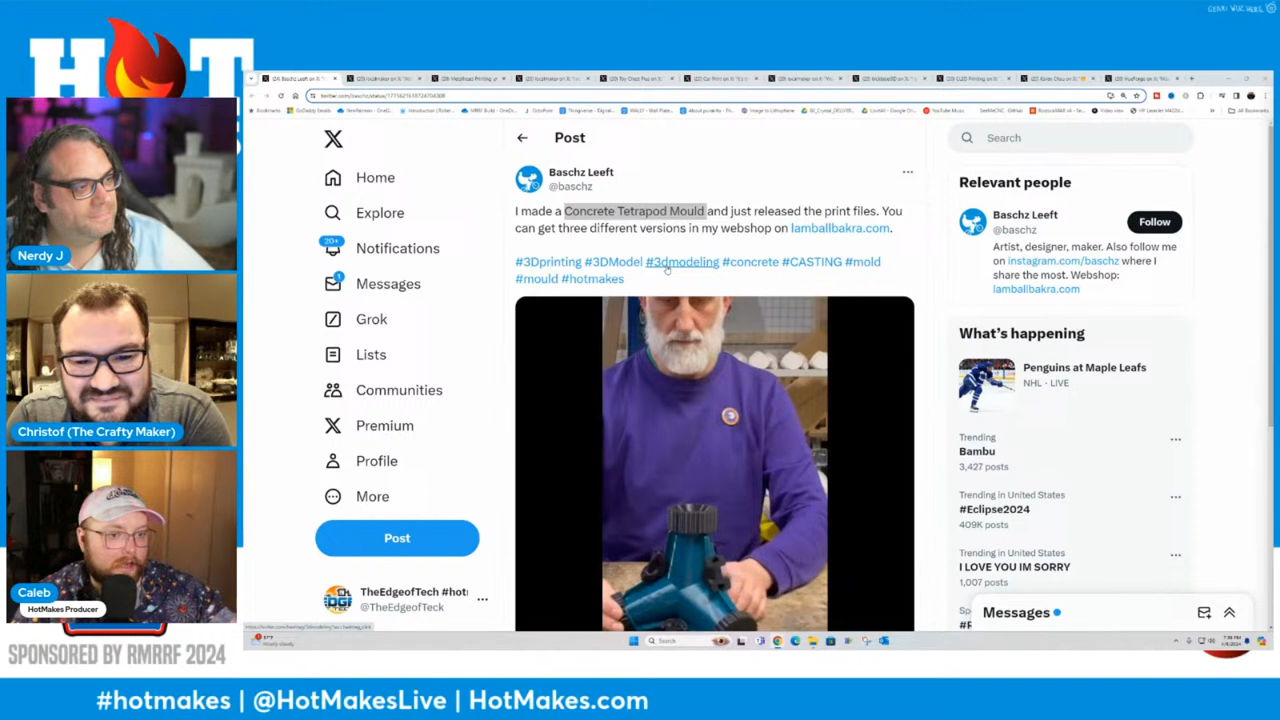 H T
Nerdy J
Christof (The Crafty Maker)
Caleb
HotMakes Producer
SPONSORED BY RMRRF 2024
#hotmakes | @HotMakesLive | HotMakes.com
Home
Explore
20+
Notifications
1
Messages
Grok
Lists
Communities
Premium
Profile
More
Post
TheEdgeofTech #hot
@TheEdgeofTech
Post
Baschz Leeft
@baschz
I made a Concrete Tetrapod Mould and just released the print files. You
can get three different versions in my webshop on lamballbakra.com.
#3Dprinting #3DModel #3dmodeling #concrete #CASTING #mold
#mould #hotmakes
Search
Relevant people
Baschz Leeft
@baschz
Follow
Artist, designer, maker. Also follow me
on instagram.com/baschz where I
share the most. Webshop:
lamballbakra.com
What's happening
Penguins at Maple Leafs
NHL · LIVE
Trending
Bambu
3,427 posts
Trending in United States
#Eclipse2024
409K posts
Trending in United States
I LOVE YOU IM SORRY
1,007 posts
Messages
Search